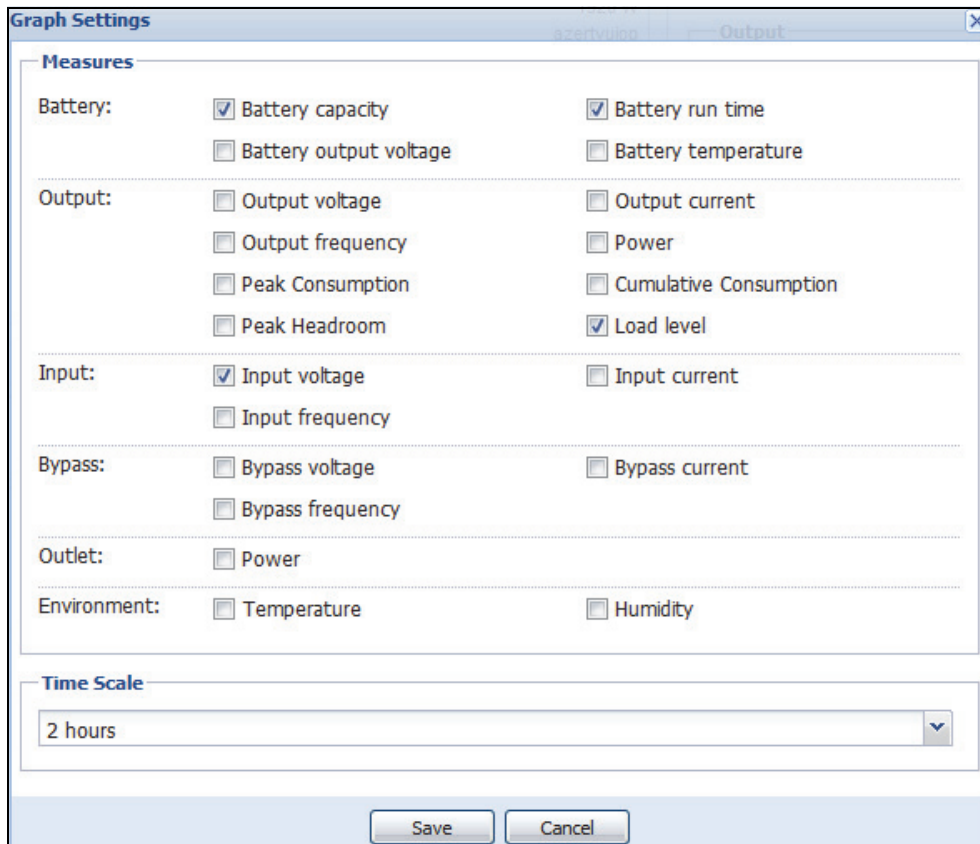 Graph Settings
azertyuiop Output
Measures
Battery: Battery capacity Battery run time
Battery output voltage Battery temperature
Output: Output voltage Output current
Output frequency Power
Peak Consumption Cumulative Consumption
Peak Headroom Load level
Input: Input voltage Input current
Input frequency
Bypass: Bypass voltage Bypass current
Bypass frequency
Outlet: Power
Environment: Temperature Humidity
Time Scale
2 hours
Save Cancel